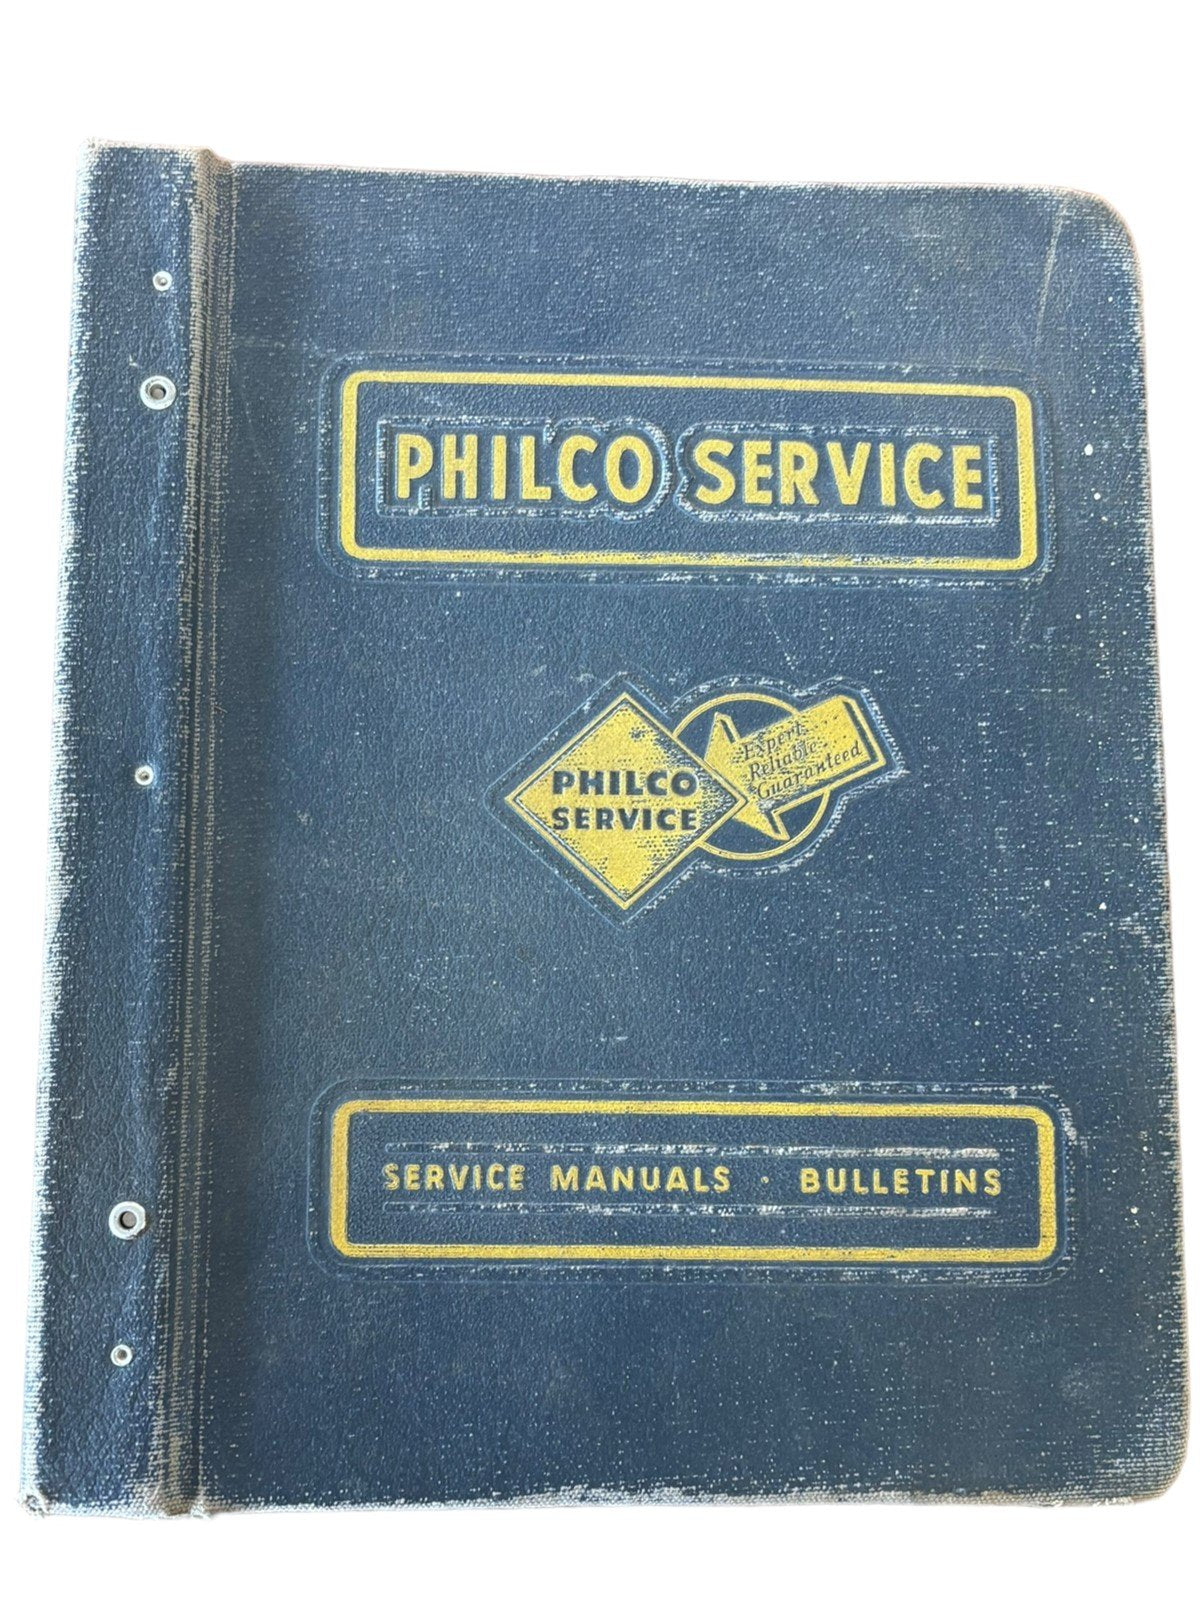 PHILCO SERVICE
PHILCO
SERVICE
Expert
Reliable
Guaranteed
SERVICE MANUALS · BULLETINS